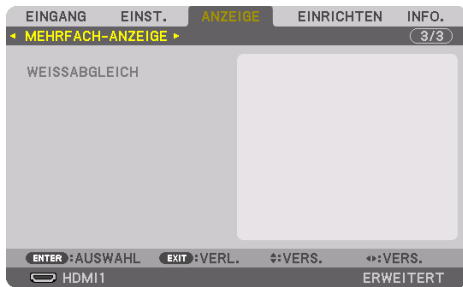 EINGANG EINST. ANZEIGE EINRICHTEN INFO.
MEHRFACH-ANZEIGE 3/3
WEISSABGLEICH
ENTER:AUSWAHL EXIT:VERL. :VERS. :VERS.
HDMI1 ERWEITERT